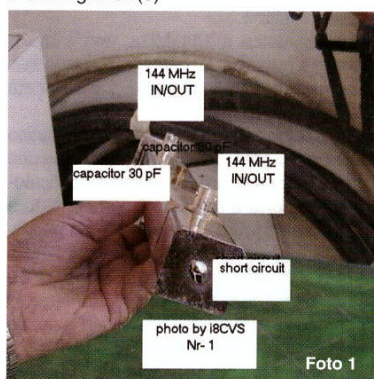 144 MHz
IN/OUT
capacitor 30 pF
capacitor 30 pF
144 MHz
IN/OUT
short circuit
photo by i8CVS
Nr- 1
Foto 1